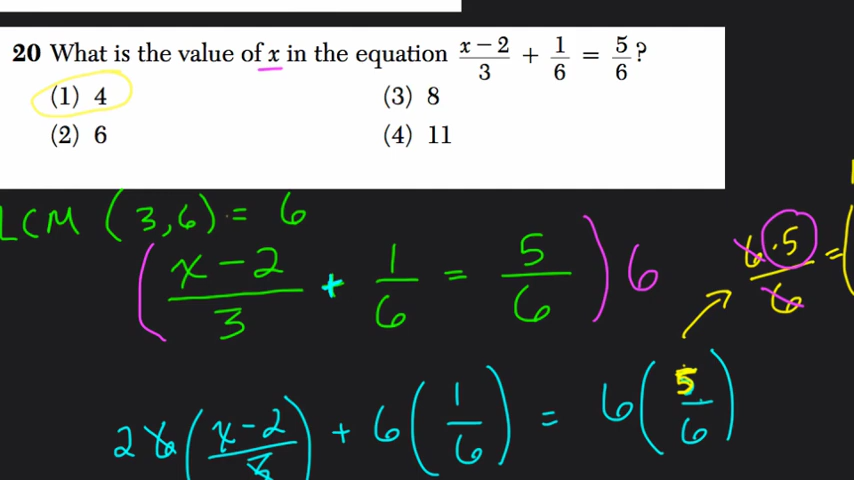 20 What is the value of x in the equation (x − 2)/3 + 1/6 = 5/6?
(1) 4 (3) 8
(2) 6 (4) 11
LCM (3,6) = 6
(x − 2)/3 + 1/6 = 5/6) 6
6 · 5/6 =
2 6 ((x − 2)/3) + 6 (1/6) = 6 (5/6)